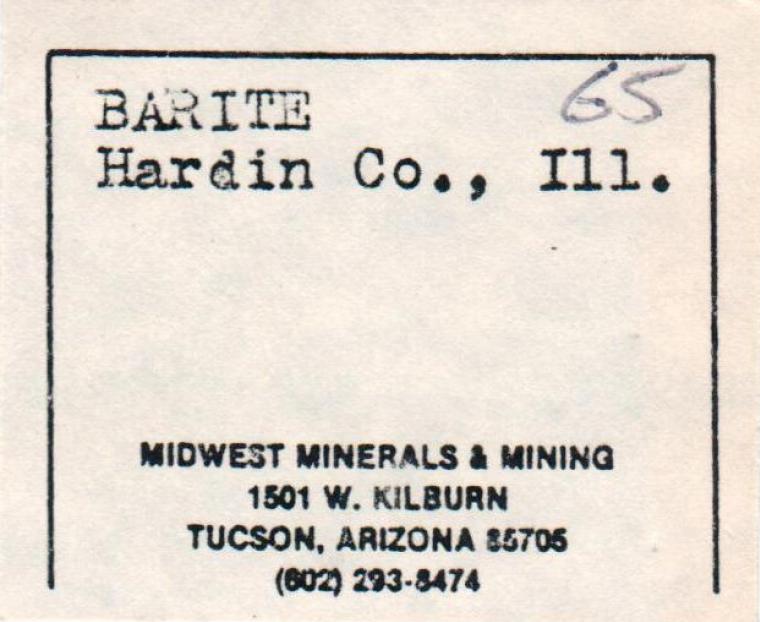 BARITE 65
Hardin Co., Ill.
MIDWEST MINERALS & MINING
1501 W. KILBURN
TUCSON, ARIZONA 85705
(602) 293-8474